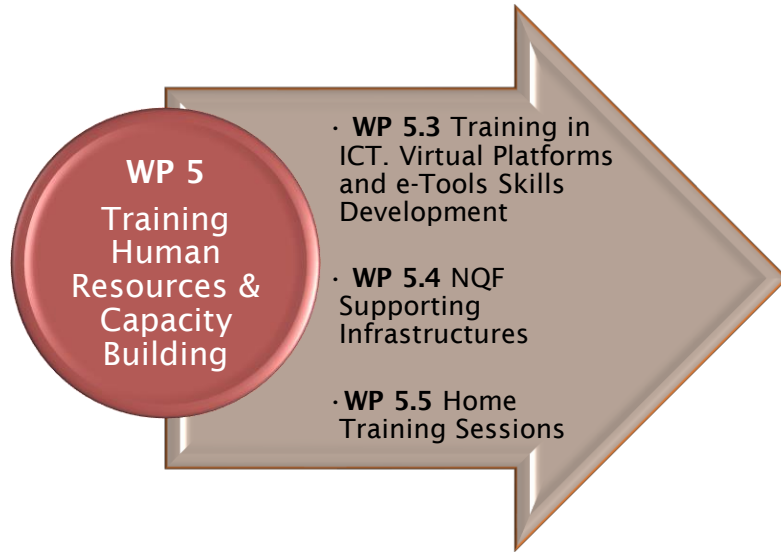 WP 5
Training
Human
Resources &
Capacity
Building
· WP 5.3 Training in
ICT. Virtual Platforms
and e-Tools Skills
Development
· WP 5.4 NQF
Supporting
Infrastructures
· WP 5.5 Home
Training Sessions